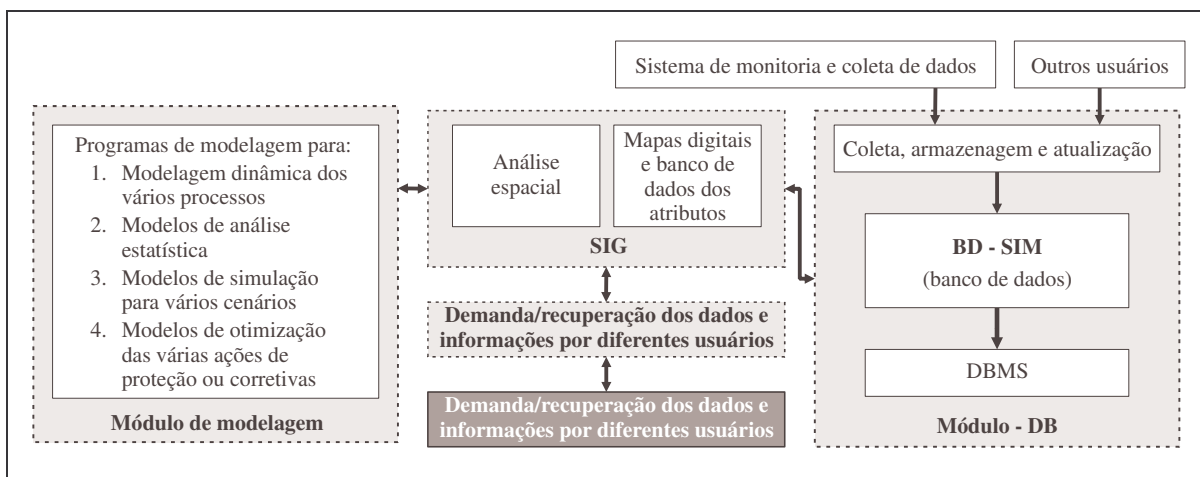 Sistema de monitoria e coleta de dados
Outros usuários
Programas de modelagem para:
1. Modelagem dinâmica dos
vários processos
2. Modelos de análise
estatística
3. Modelos de simulação
para vários cenários
4. Modelos de otimização
das várias ações de
proteção ou corretivas
Módulo de modelagem
Análise
espacial
Mapas digitais
e banco de
dados dos
atributos
SIG
Demanda/recuperação dos dados e
informações por diferentes usuários
Demanda/recuperação dos dados e
informações por diferentes usuários
Coleta, armazenagem e atualização
BD - SIM
(banco de dados)
DBMS
Módulo - DB